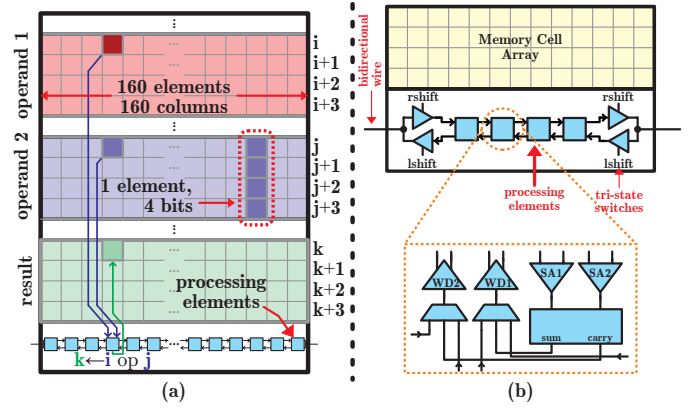 operand 1
i
i+1
i+2
i+3
160 elements
160 columns
operand 2
j
j+1
j+2
j+3
1 element,
4 bits
result
k
k+1
k+2
k+3
processing
elements
k←i op j
(a)
Memory Cell
Array
bidirectional
wire
rshift
rshift
lshift
lshift
processing
elements
tri-state
switches
WD2
WD1
SA1
SA2
sum
carry
(b)